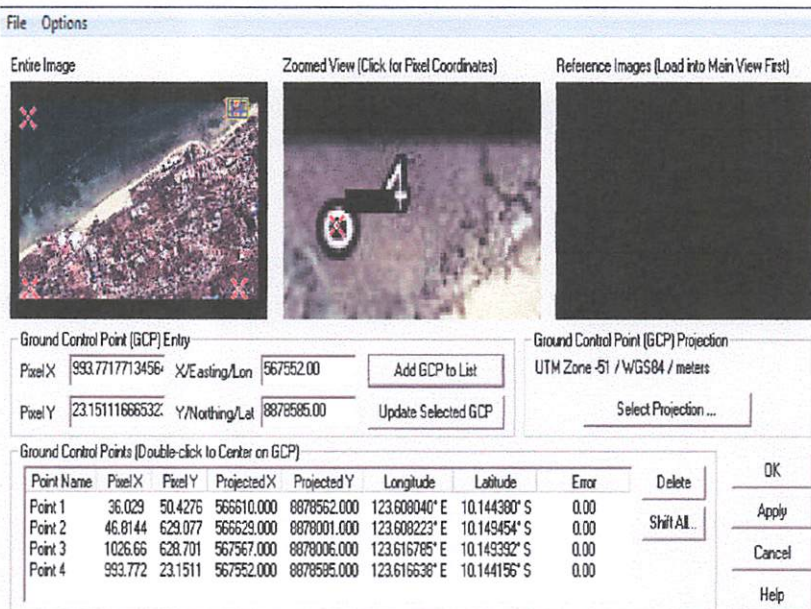 File Options
Entire Image Zoomed View (Click for Pixel Coordinates) Reference Images (Load into Main View First)
4
Ground Control Point (GCP) Entry Ground Control Point (GCP) Projection
Pixel X 993.7717713456 X/Easting/Lon 567552.00 Add GCP to List UTM Zone -51 / WGS84 / meters
Pixel Y 23.1511166653 Y/Northing/Lat 8878585.00 Update Selected GCP Select Projection ...
Ground Control Points (Double-click to Center on GCP)
Point Name Pixel X Pixel Y Projected X Projected Y Longitude Latitude Error Delete OK
Point 1 36.029 50.4276 566610.000 8878562.000 123.608040° E 10.144380° S 0.00
Point 2 46.8144 629.077 566629.000 8878001.000 123.608223° E 10.149454° S 0.00 Shift All... Apply
Point 3 1026.66 628.701 567567.000 8878006.000 123.616785° E 10.149392° S 0.00
Point 4 993.772 23.1511 567552.000 8878585.000 123.616638° E 10.144156° S 0.00 Cancel
Help